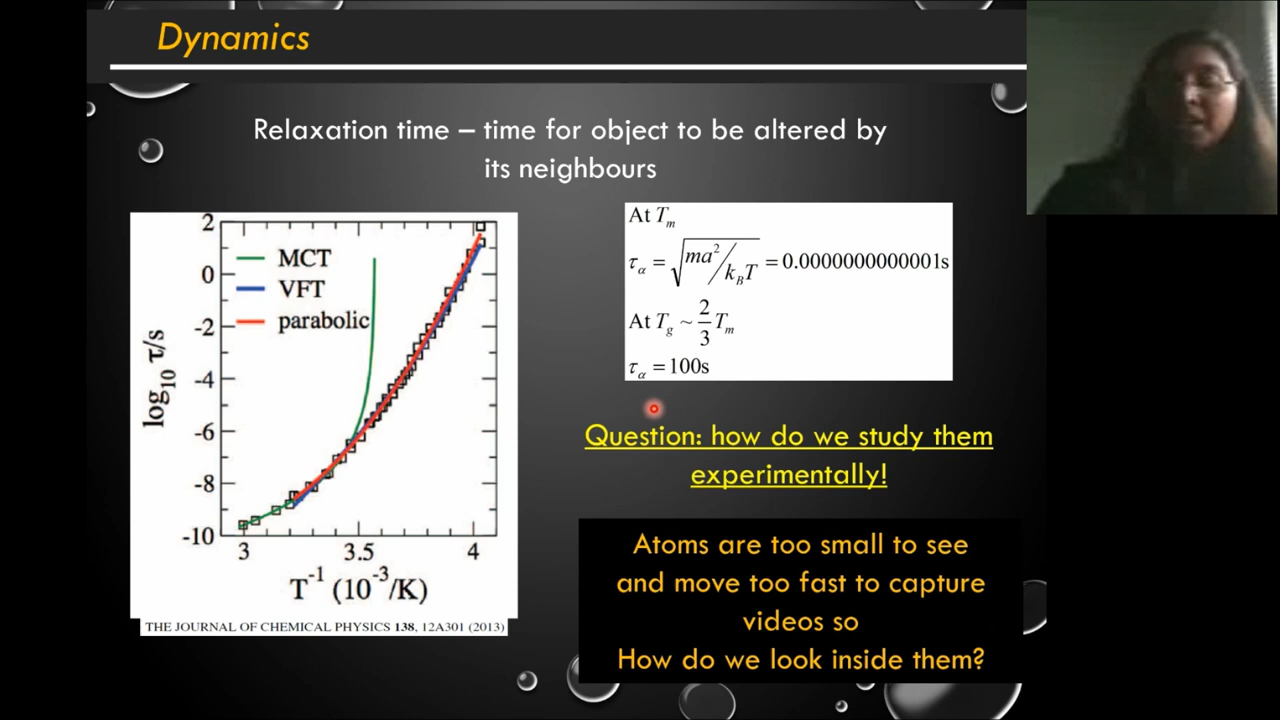 Dynamics
Relaxation time – time for object to be altered by
its neighbours
2
0
-2
-4
-6
-8
-10
3
3.5
4
MCT
VFT
parabolic
log10 τ/s
T⁻¹ (10⁻³/K)
THE JOURNAL OF CHEMICAL PHYSICS 138, 12A301 (2013)
At Tm
τα = √(ma²/kBT) = 0.0000000000001s
At Tg ~ 2/3 Tm
τα = 100s
Question: how do we study them
experimentally!
Atoms are too small to see
and move too fast to capture
videos so
How do we look inside them?